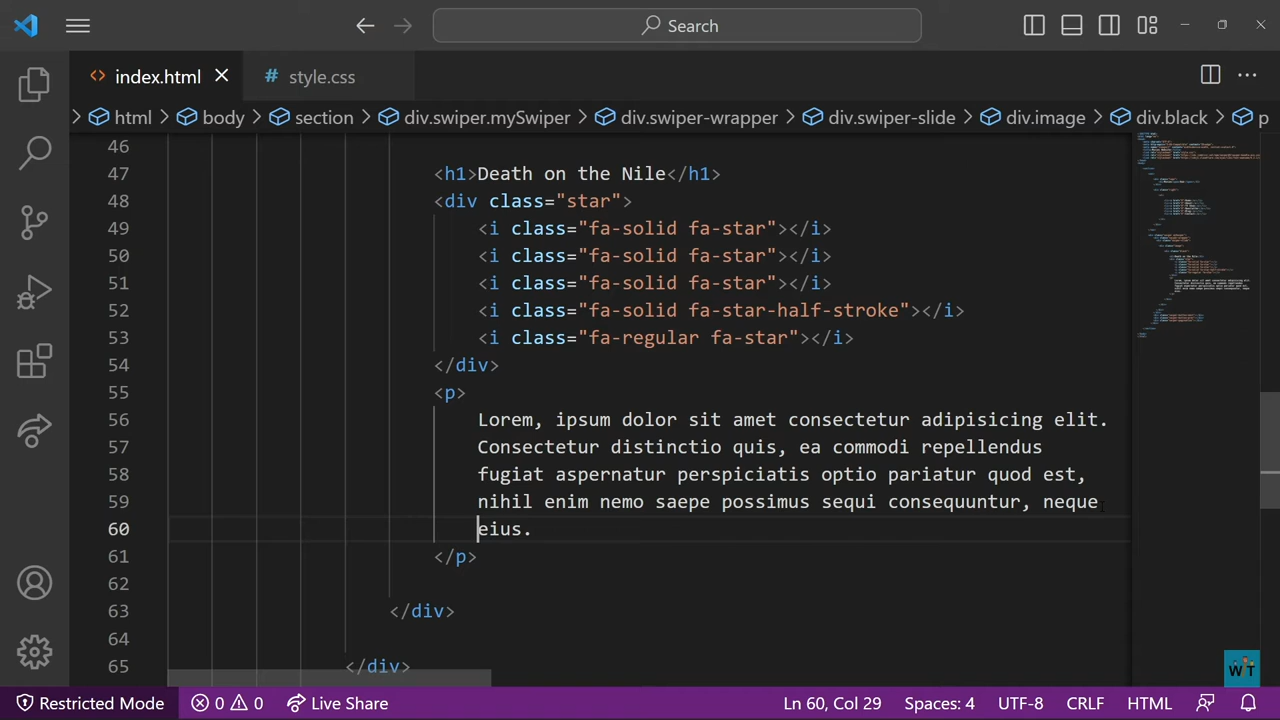 Search
index.html
style.css
html body section div.swiper.mySwiper div.swiper-wrapper div.swiper-slide div.image div.black p
46
47 <h1>Death on the Nile</h1>
48 <div class="star">
49 <i class="fa-solid fa-star"></i>
50 <i class="fa-solid fa-star"></i>
51 <i class="fa-solid fa-star"></i>
52 <i class="fa-solid fa-star-half-stroke"></i>
53 <i class="fa-regular fa-star"></i>
54 </div>
55 <p>
56 Lorem, ipsum dolor sit amet consectetur adipisicing elit.
57 Consectetur distinctio quis, ea commodi repellendus
58 fugiat aspernatur perspiciatis optio pariatur quod est,
59 nihil enim nemo saepe possimus sequi consequuntur, neque
60 eius.
61 </p>
62
63 </div>
64
65 </div>
WT
Restricted Mode 0 0 Live Share Ln 60, Col 29 Spaces: 4 UTF-8 CRLF HTML